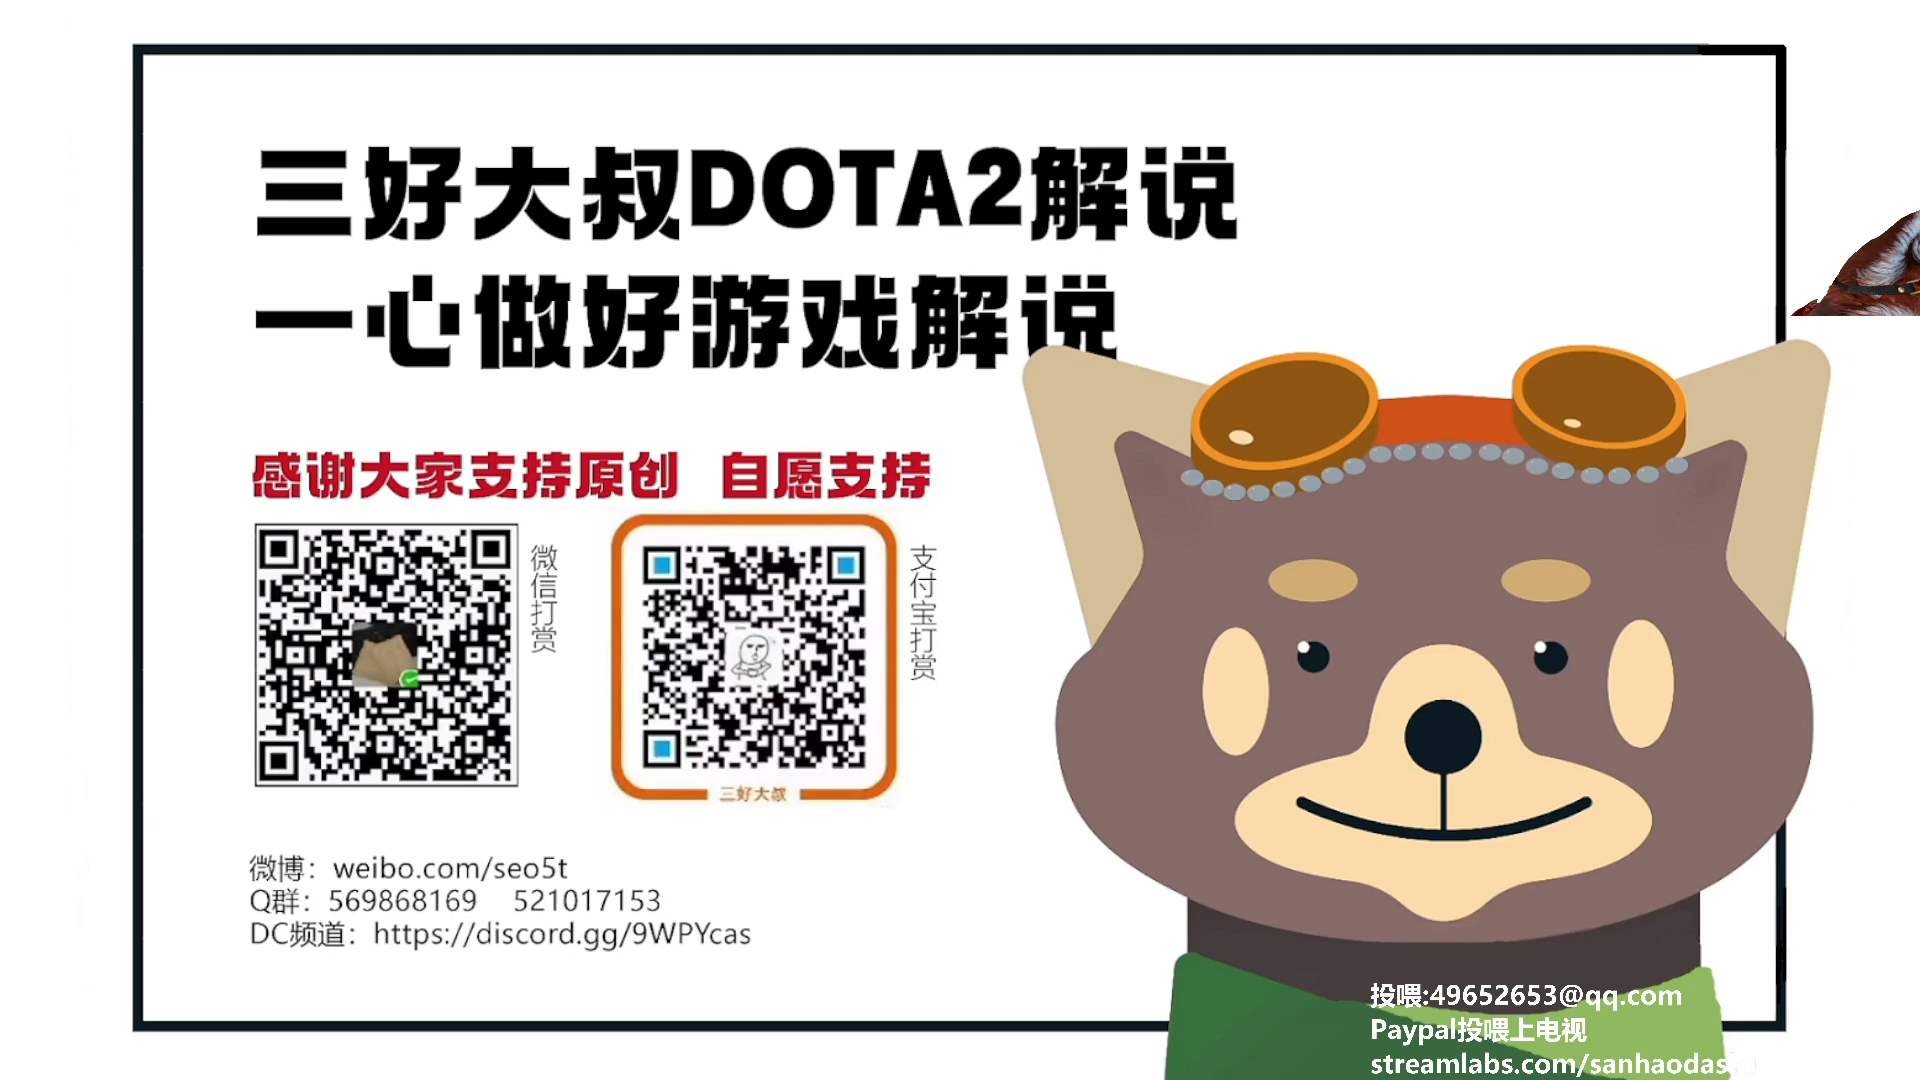 三好大叔DOTA2解说
一心做好游戏解说
感谢大家支持原创 自愿支持
微信打赏
支付宝打赏
三好大叔
微博：weibo.com/seo5t
Q群：569868169 521017153
DC频道：https://discord.gg/9WPYcas
投喂:49652653@qq.com
Paypal投喂上电视